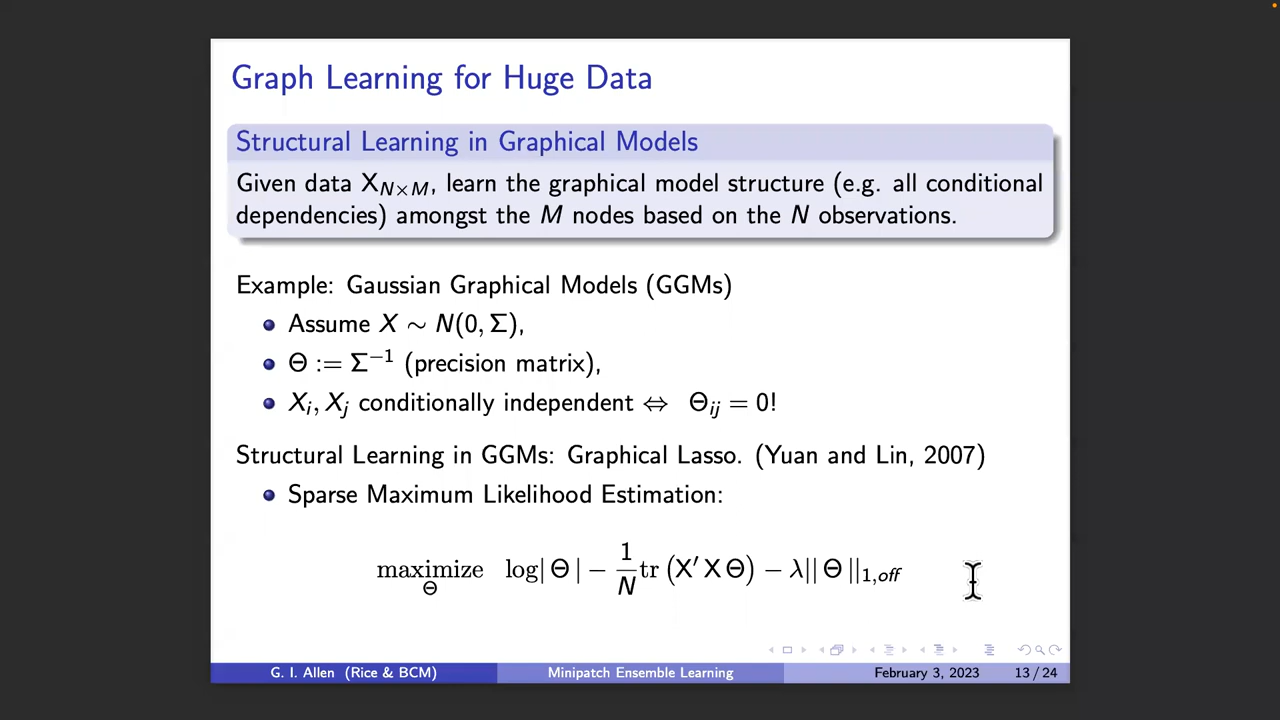 Graph Learning for Huge Data
Structural Learning in Graphical Models
Given data X_{N×M}, learn the graphical model structure (e.g. all conditional
dependencies) amongst the M nodes based on the N observations.
Example: Gaussian Graphical Models (GGMs)
Assume X ∼ N(0, Σ),
Θ := Σ^{−1} (precision matrix),
X_i, X_j conditionally independent ⇔ Θ_{ij} = 0!
Structural Learning in GGMs: Graphical Lasso. (Yuan and Lin, 2007)
Sparse Maximum Likelihood Estimation:
maximize_Θ log| Θ | − \frac{1}{N} tr (X′ X Θ) − λ|| Θ ||_{1,off}
G. I. Allen (Rice & BCM) Minipatch Ensemble Learning February 3, 2023 13 / 24